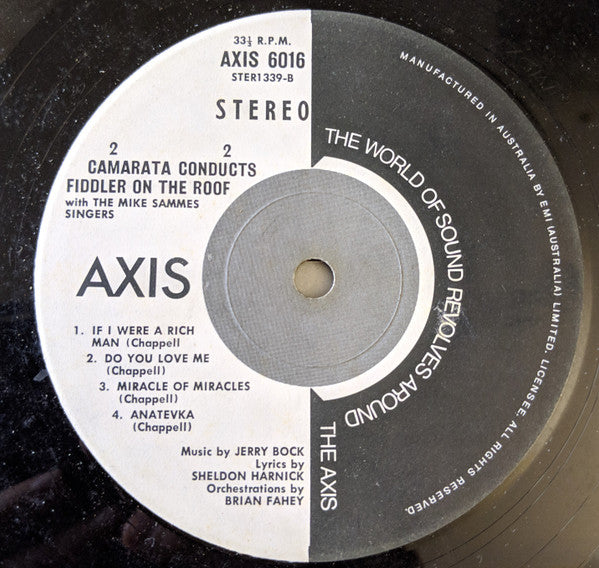 33⅓ R.P.M.
AXIS 6016
STER1339-B
STEREO
2 2
CAMARATA CONDUCTS
FIDDLER ON THE ROOF
with THE MIKE SAMMES
SINGERS
AXIS
1. IF I WERE A RICH
MAN (Chappell
2. DO YOU LOVE ME
(Chappell)
3. MIRACLE OF MIRACLES
(Chappell)
4. ANATEVKA
(Chappell)
Music by JERRY BOCK
Lyrics by
SHELDON HARNICK
Orchestrations by
BRIAN FAHEY
THE WORLD OF SOUND REVOLVES AROUND
THE AXIS
MANUFACTURED IN AUSTRALIA BY EMI (AUSTRALIA) LIMITED. LICENSEE. ALL RIGHTS RESERVED.